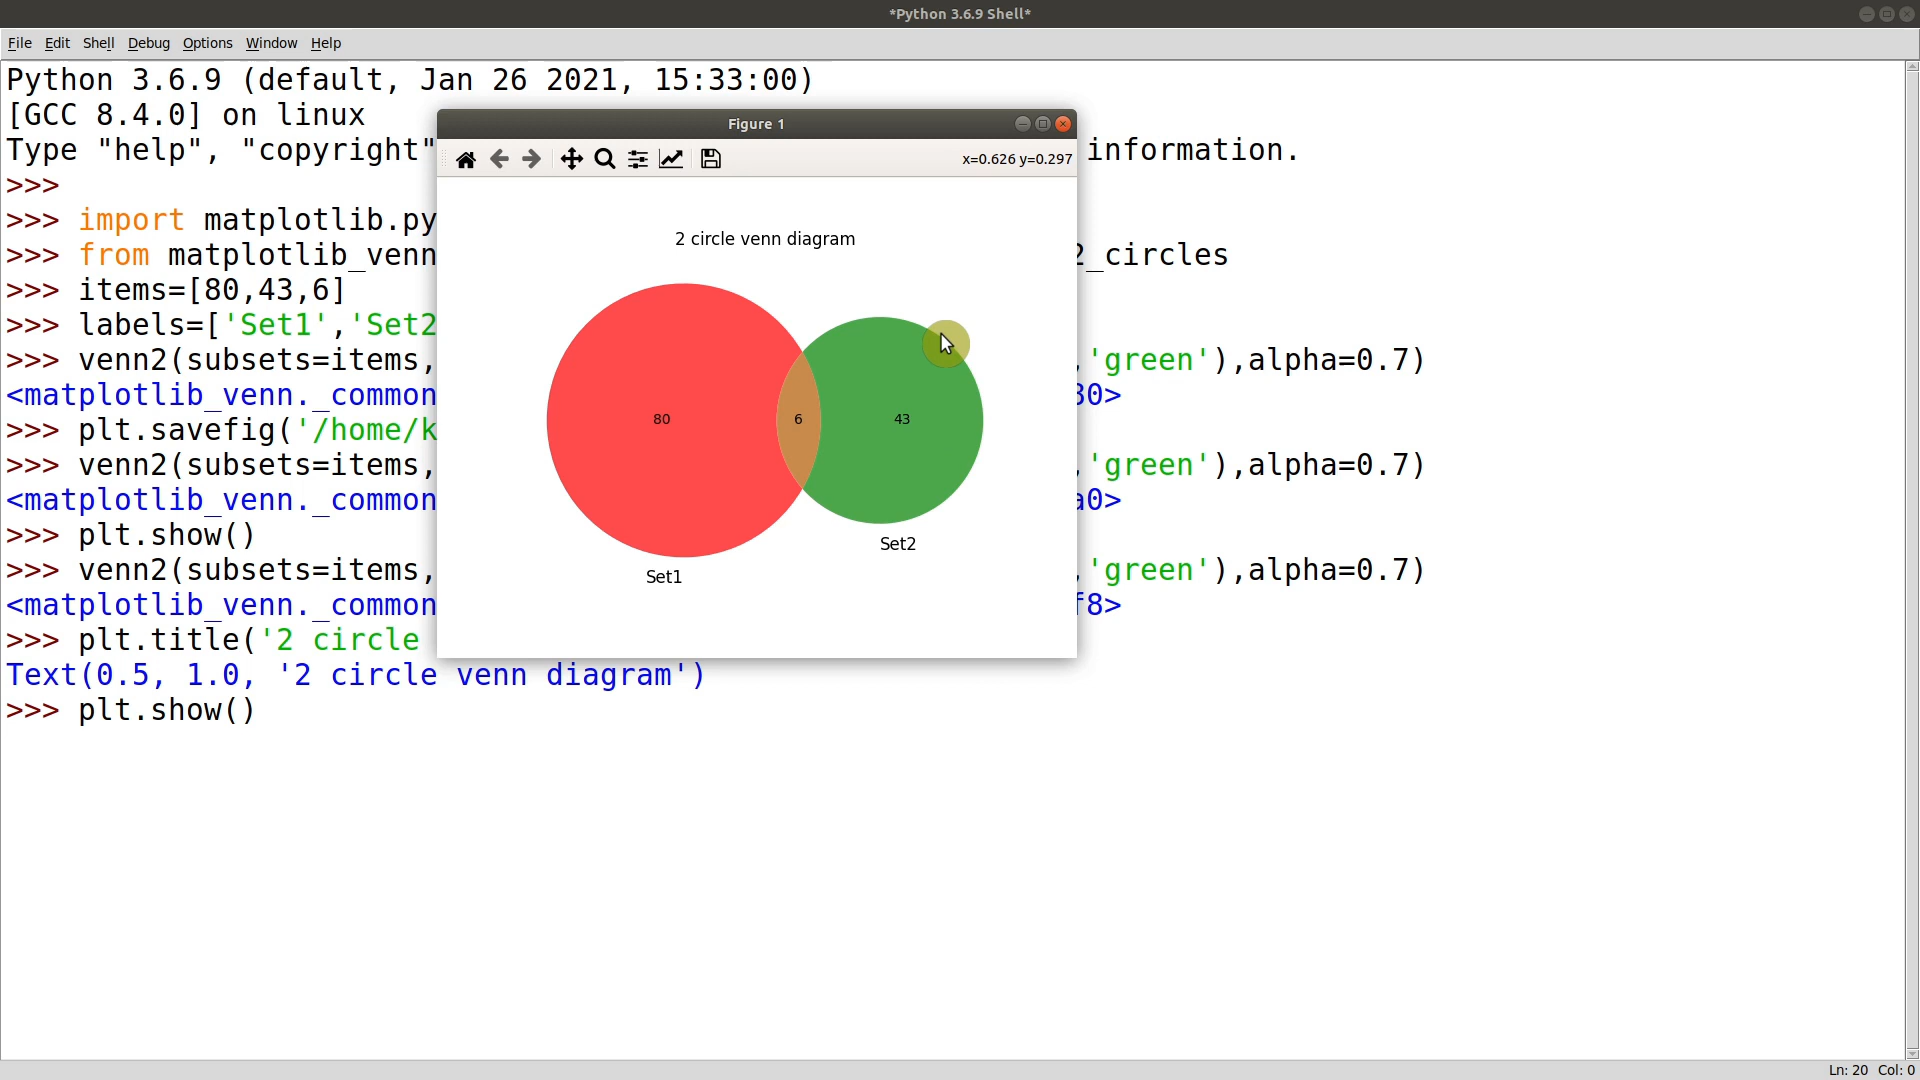 *Python 3.6.9 Shell*
File Edit Shell Debug Options Window Help
Python 3.6.9 (default, Jan 26 2021, 15:33:00)
[GCC 8.4.0] on linux
Type "help", "copyright" information.
>>>
>>> import matplotlib.py
>>> from matplotlib_venn 2_circles
>>> items=[80,43,6]
>>> labels=['Set1','Set2
>>> venn2(subsets=items, 'green'),alpha=0.7)
<matplotlib_venn._common 0>
>>> plt.savefig('/home/k
>>> venn2(subsets=items, 'green'),alpha=0.7)
<matplotlib_venn._common a0>
>>> plt.show()
>>> venn2(subsets=items, 'green'),alpha=0.7)
<matplotlib_venn._common f8>
>>> plt.title('2 circle
Text(0.5, 1.0, '2 circle venn diagram')
>>> plt.show()
Figure 1
x=0.626 y=0.297
2 circle venn diagram
80 6 43
Set2
Set1
Ln: 20 Col: 0